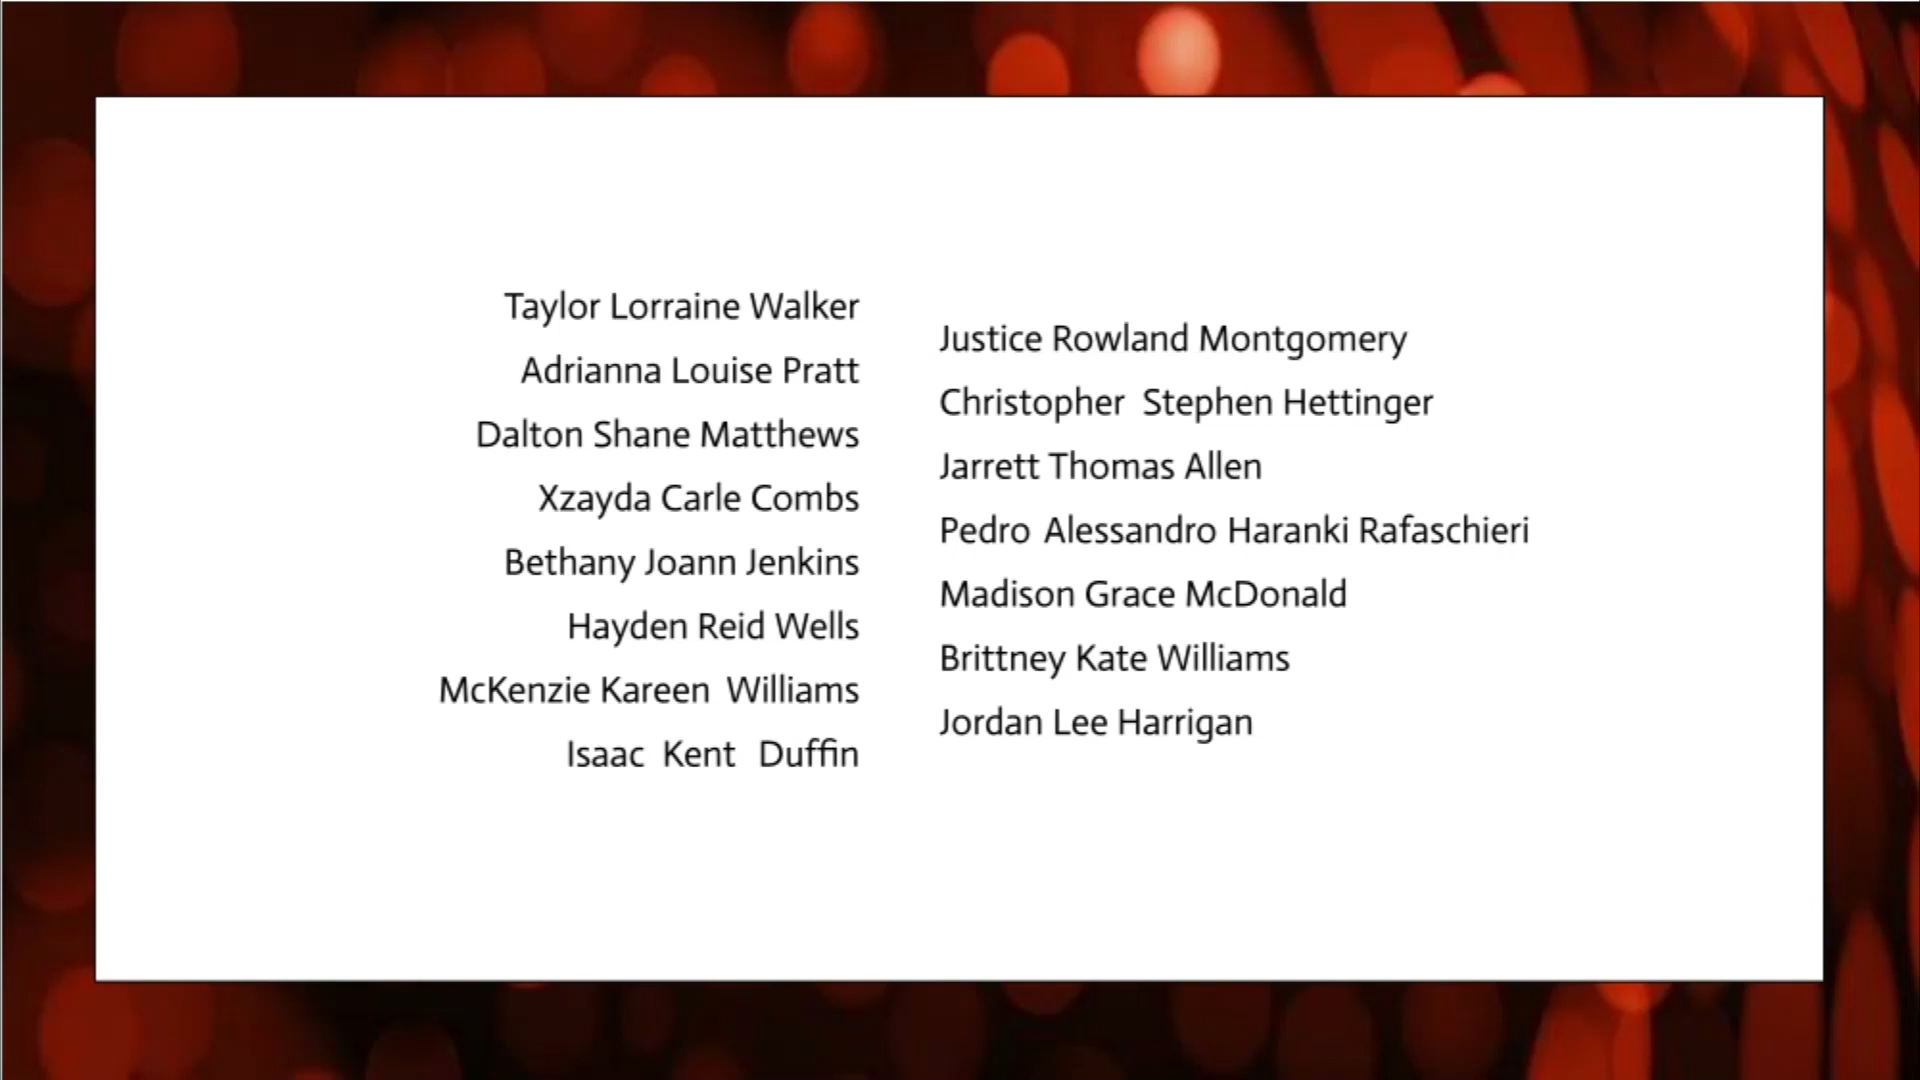 Taylor Lorraine Walker
Adrianna Louise Pratt
Dalton Shane Matthews
Xzayda Carle Combs
Bethany Joann Jenkins
Hayden Reid Wells
McKenzie Kareen Williams
Isaac Kent Duffin
Justice Rowland Montgomery
Christopher Stephen Hettinger
Jarrett Thomas Allen
Pedro Alessandro Haranki Rafaschieri
Madison Grace McDonald
Brittney Kate Williams
Jordan Lee Harrigan